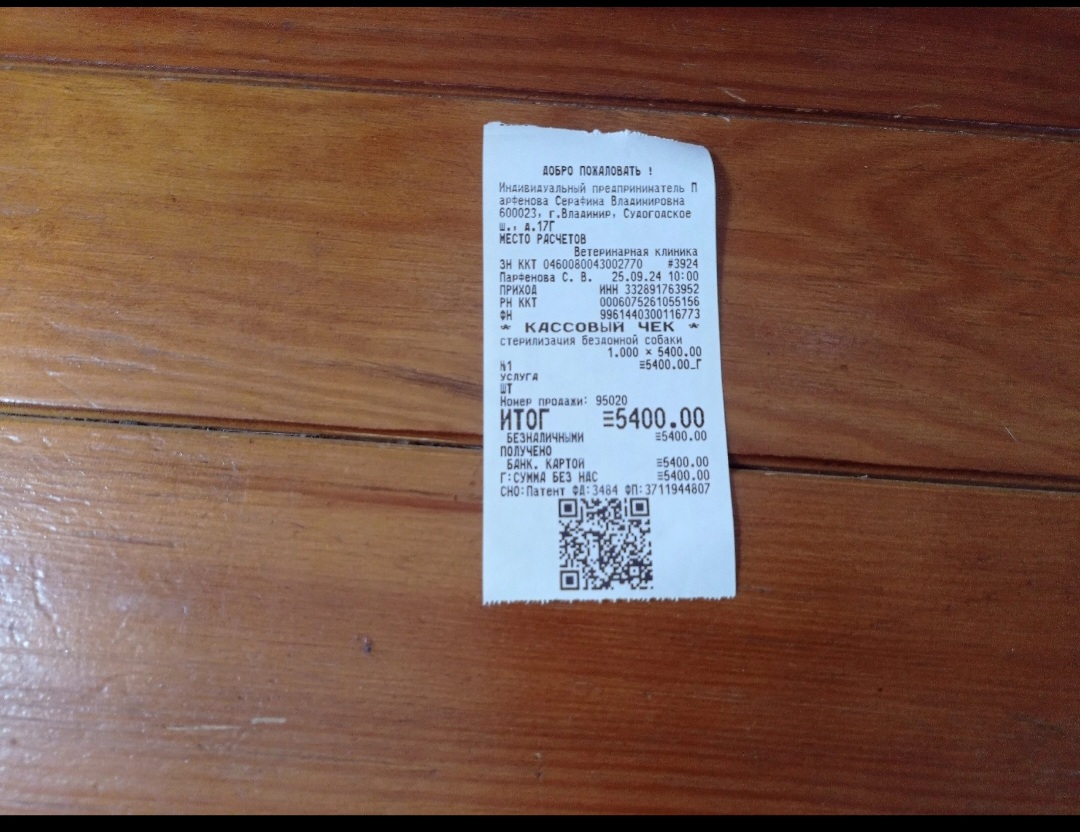 ДОБРО ПОЖАЛОВАТЬ !
Индивидуальный предприниматель П
арфенова Серафина Владимировна
600023, г.Владимир, Судогодское
ш., д.17Г
МЕСТО РАСЧЕТОВ
Ветеринарная клиника
ЗН ККТ 0460080043002770 #3924
Парфенова С. В. 25.09.24 10:00
ПРИХОД ИНН 332891763952
РН ККТ 0006075261055156
ФН 9961440300116773
* КАССОВЫЙ ЧЕК *
стерилизация бездомной собаки
1.000 × 5400.00
№1 ≡5400.00_Г
УСЛУГА
ШТ
Номер продажи: 95020
ИТОГ ≡5400.00
БЕЗНАЛИЧНЫМИ ≡5400.00
ПОЛУЧЕНО
БАНК. КАРТОЙ ≡5400.00
Г:СУММА БЕЗ НДС ≡5400.00
СНО:Патент ФД:3484 ФП:3711944807